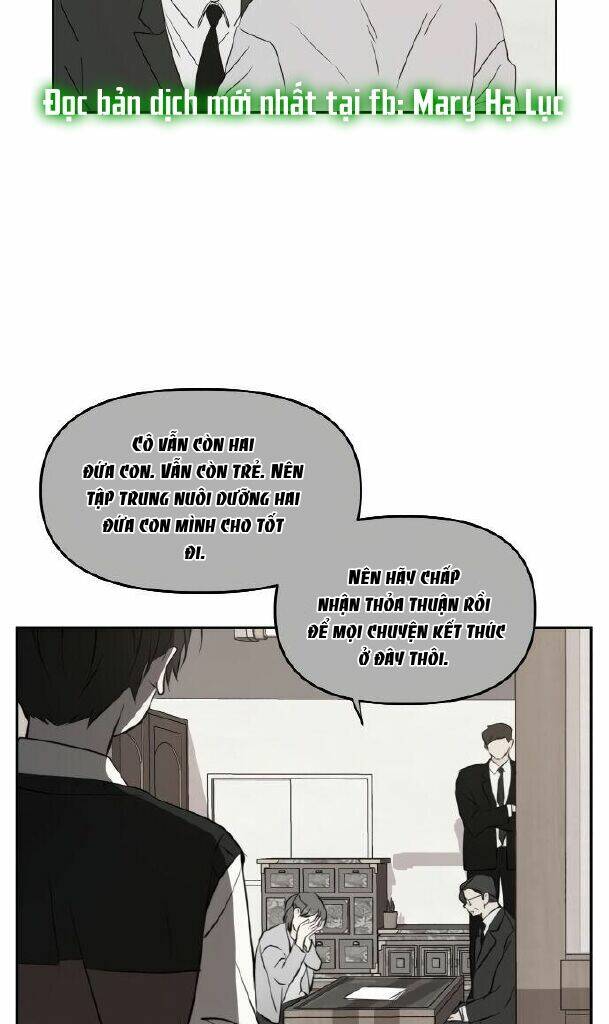 Đọc bản dịch mới nhất tại fb: Mary Hạ Lục
CÔ VẪN CÒN HAI
ĐỨA CON. VẪN CÒN TRẺ. NÊN
TẬP TRUNG NUÔI DƯỠNG HAI
ĐỨA CON MÌNH CHO TỐT
ĐI.
NÊN HÃY CHẤP
NHẬN THỎA THUẬN RỒI
ĐỂ MỌI CHUYỆN KẾT THÚC
Ở ĐÂY THÔI.